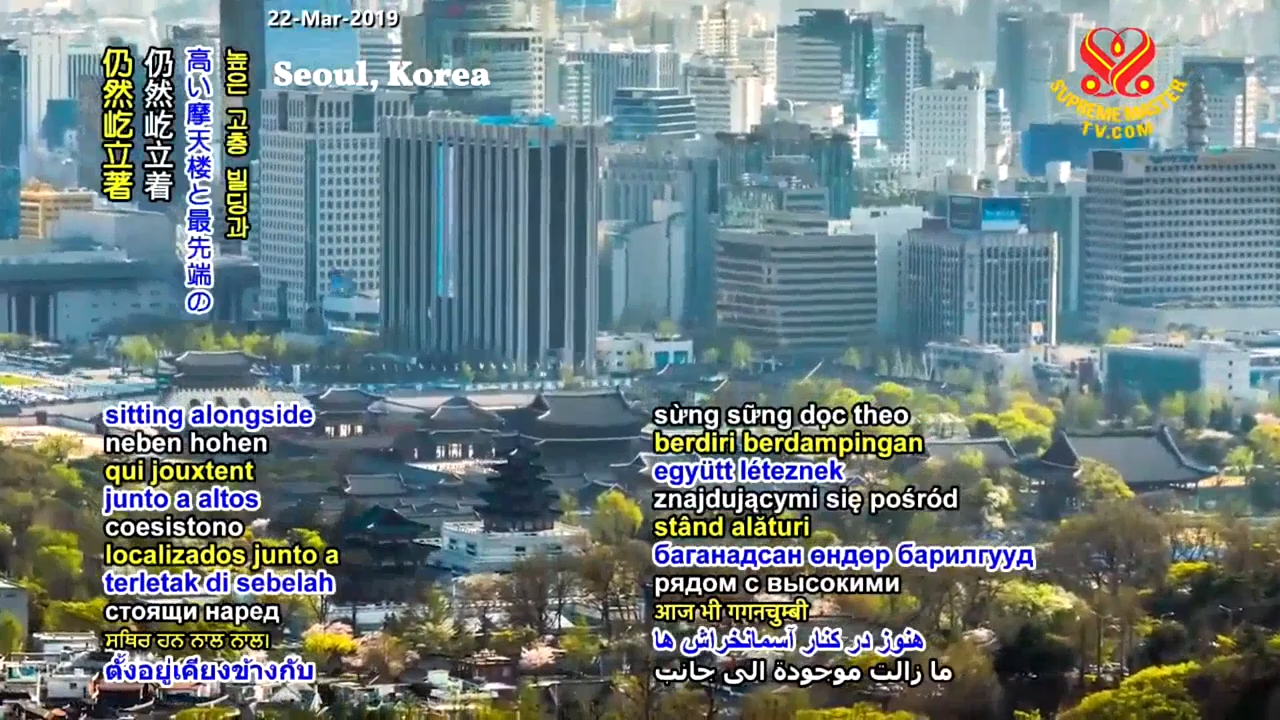 22-Mar-2019
Seoul, Korea
SUPREME MASTER
TV.COM
높은 고층 빌딩과
高い摩天楼と最先端の
仍然屹立着
仍然屹立著
sitting alongside
neben hohen
qui jouxtent
junto a altos
coesistono
localizados junto a
terletak di sebelah
стоящи наред
ਸਥਿਰ ਹਨ ਨਾਲ ਨਾਲ।
ตั้งอยู่เคียงข้างกับ
sừng sững dọc theo
berdiri berdampingan
együtt léteznek
znajdującymi się pośród
stând alături
баганадсан өндөр барилгууд
рядом с высокими
आज भी गगनचुम्बी
هنوز در کنار آسمانخراش ها
ما زالت موجودة الى جانب